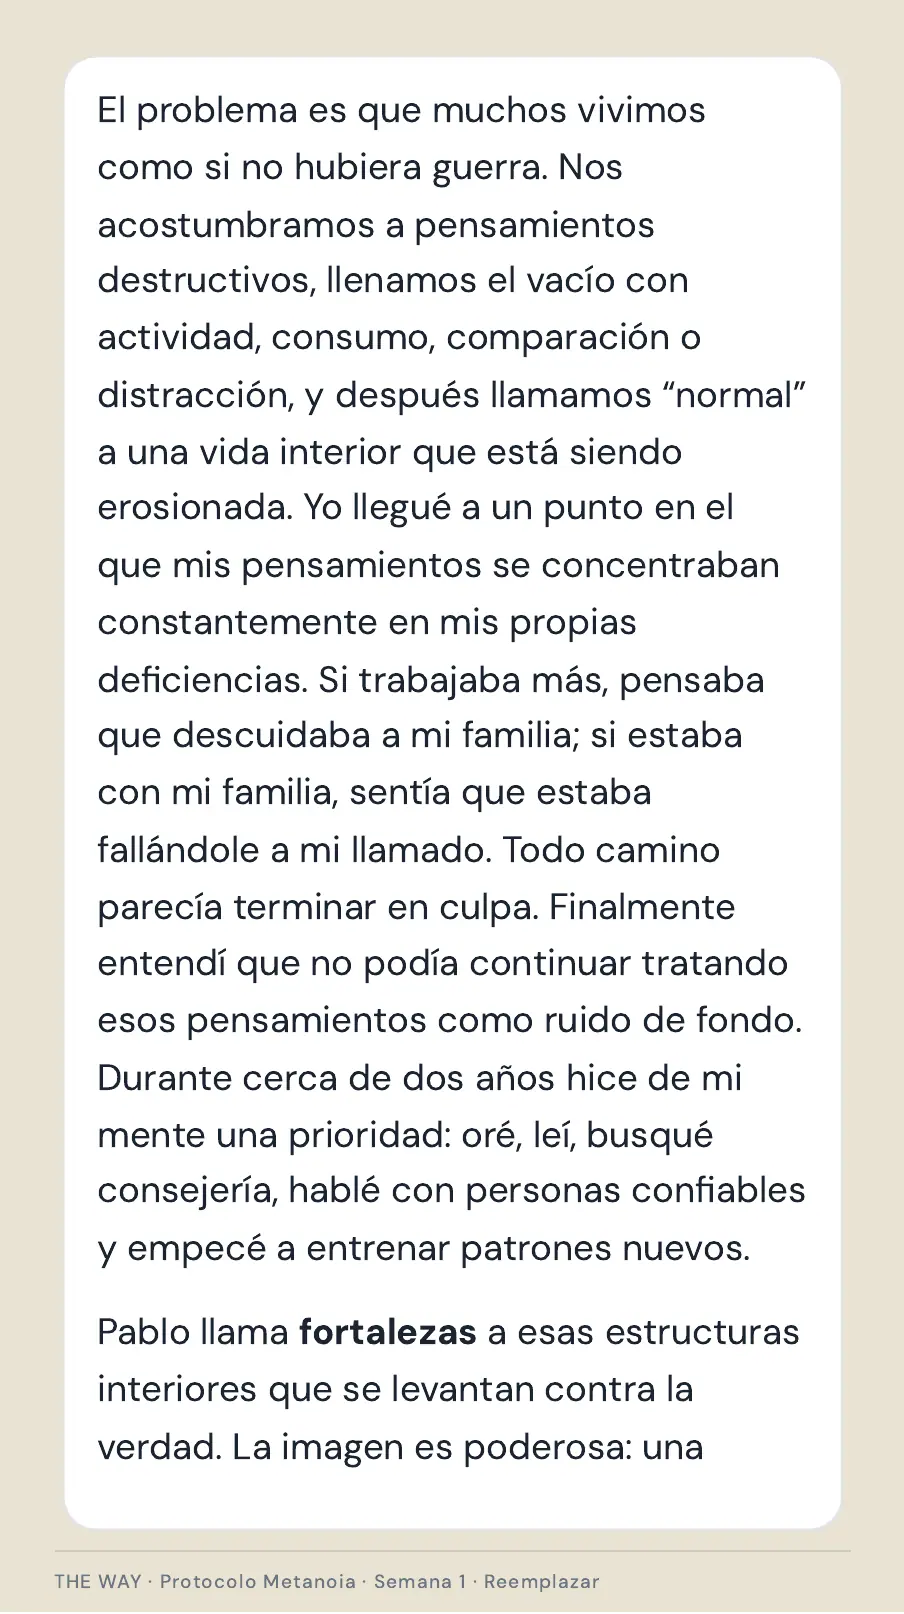 El problema es que muchos vivimos
como si no hubiera guerra. Nos
acostumbramos a pensamientos
destructivos, llenamos el vacío con
actividad, consumo, comparación o
distracción, y después llamamos “normal”
a una vida interior que está siendo
erosionada. Yo llegué a un punto en el
que mis pensamientos se concentraban
constantemente en mis propias
deficiencias. Si trabajaba más, pensaba
que descuidaba a mi familia; si estaba
con mi familia, sentía que estaba
fallándole a mi llamado. Todo camino
parecía terminar en culpa. Finalmente
entendí que no podía continuar tratando
esos pensamientos como ruido de fondo.
Durante cerca de dos años hice de mi
mente una prioridad: oré, leí, busqué
consejería, hablé con personas confiables
y empecé a entrenar patrones nuevos.
Pablo llama fortalezas a esas estructuras
interiores que se levantan contra la
verdad. La imagen es poderosa: una
THE WAY · Protocolo Metanoia · Semana 1 · Reemplazar